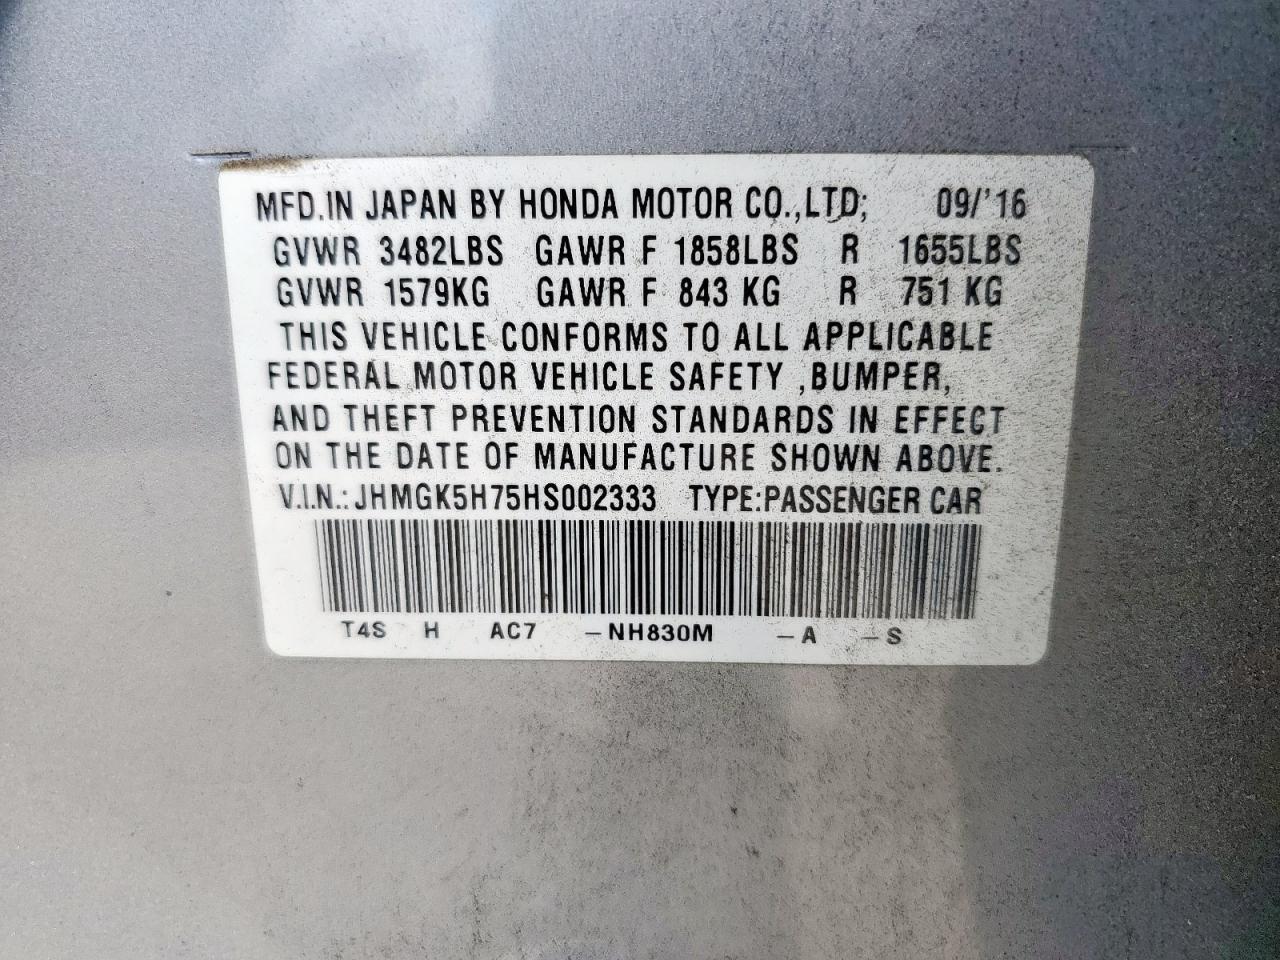 MFD.IN JAPAN BY HONDA MOTOR CO.,LTD; 09/'16
GVWR 3482LBS GAWR F 1858LBS R 1655LBS
GVWR 1579KG GAWR F 843 KG R 751 KG
THIS VEHICLE CONFORMS TO ALL APPLICABLE
FEDERAL MOTOR VEHICLE SAFETY ,BUMPER,
AND THEFT PREVENTION STANDARDS IN EFFECT
ON THE DATE OF MANUFACTURE SHOWN ABOVE.
V.I.N.: JHMGK5H75HS002333 TYPE:PASSENGER CAR
T4S H AC7 –NH830M –A –S